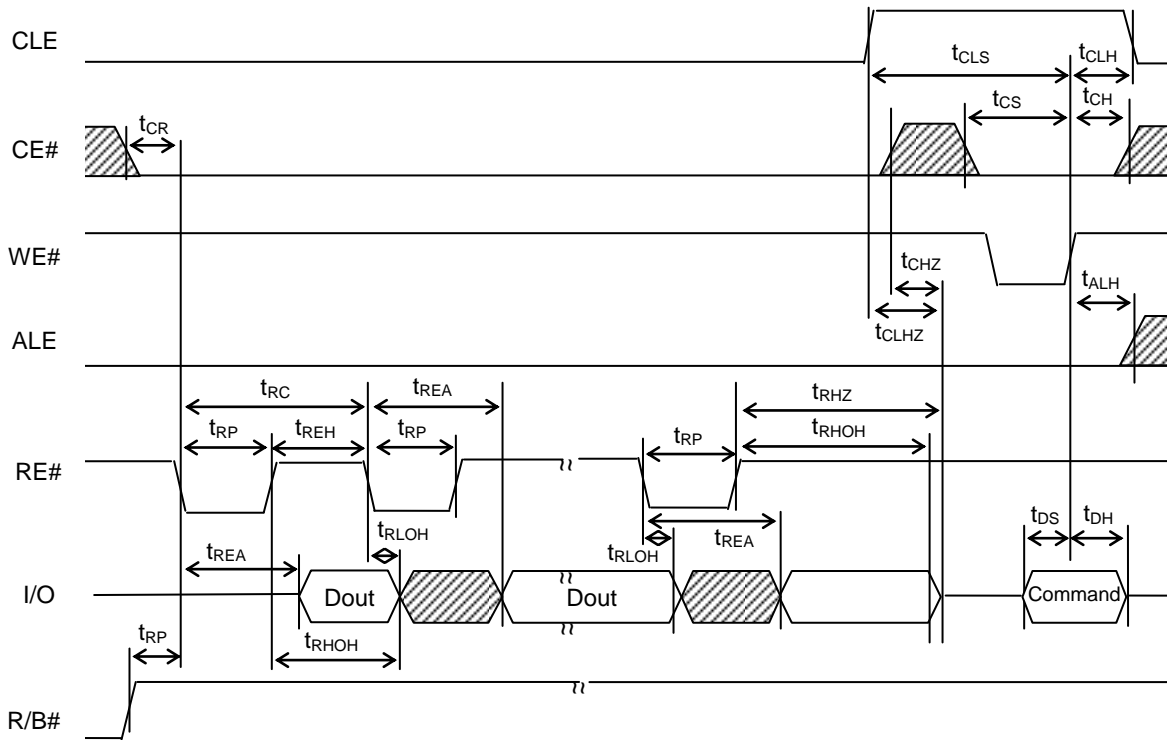 CLE
tCLS
tCLH
tCS
tCH
tCR
CE#
WE#
tCHZ
tALH
tCLHZ
ALE
tRC
tREA
tRHZ
tRP
tREH
tRP
tRP
tRHOH
RE#
tRLOH
tDS
tDH
tREA
tRLOH
tREA
I/O
Dout
Dout
Command
tRP
tRHOH
R/B#